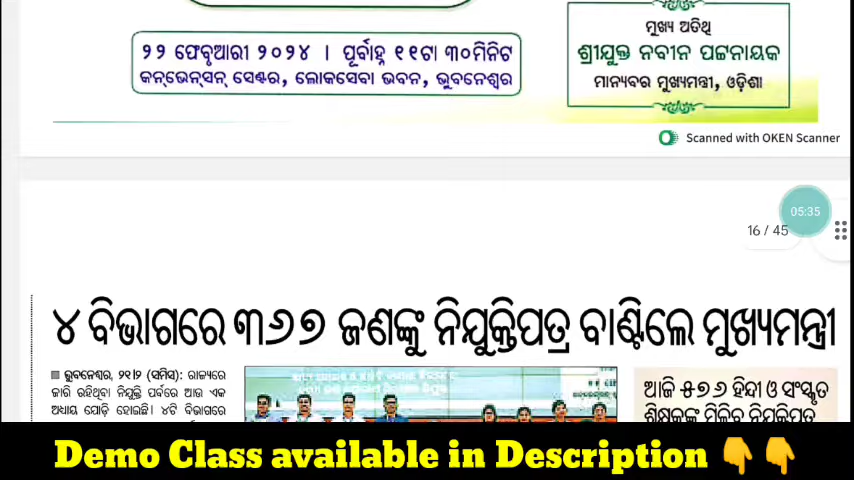 ୨୨ ଫେବୃଆରୀ ୨୦୨୪ । ପୂର୍ବାହ୍ନ ୧୧ଟା ୩୦ମିନିଟ
କନ୍‌ଭେନ୍‌ସନ୍ ସେଣ୍ଟର, ଲୋକସେବା ଭବନ, ଭୁବନେଶ୍ୱର
ମୁଖ୍ୟ ଅତିଥି
ଶ୍ରୀଯୁକ୍ତ ନବୀନ ପଟ୍ଟନାୟକ
ମାନ୍ୟବର ମୁଖ୍ୟମନ୍ତ୍ରୀ, ଓଡ଼ିଶା
Scanned with OKEN Scanner
05:35
16 / 45
୪ ବିଭାଗରେ ୩୬୭ ଜଣଙ୍କୁ ନିଯୁକ୍ତିପତ୍ର ବାଣ୍ଟିଲେ ମୁଖ୍ୟମନ୍ତ୍ରୀ
ଭୁବନେଶ୍ୱର, ୨୧।୨ (ସମିସ): ରାଜ୍ୟରେ
ଜାରି ରହିଥିବା ନିଯୁକ୍ତି ପର୍ବରେ ଆଉ ଏକ
ଅଧ୍ୟାୟ ଯୋଡ଼ି ହୋଇଛି। ୪ଟି ବିଭାଗରେ
ଆଜି ୫୭୬ ହିନ୍ଦୀ ଓ ସଂସ୍କୃତ
ଶିକ୍ଷକଙ୍କୁ ମିଳିବ ନିଯୁକ୍ତିପତ୍ର
Demo Class available in Description 👇👇